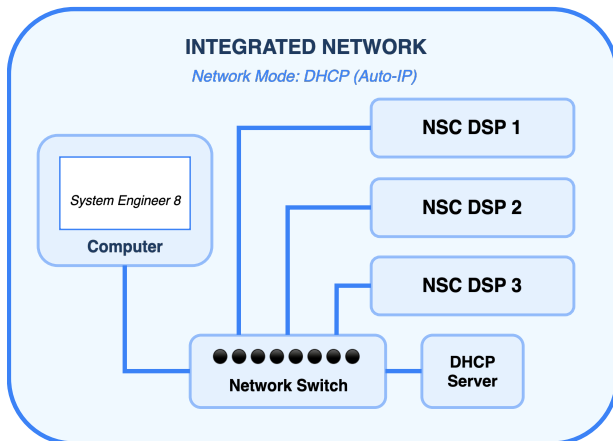 INTEGRATED NETWORK
Network Mode: DHCP (Auto-IP)
NSC DSP 1
System Engineer 8
Computer
NSC DSP 2
NSC DSP 3
Network Switch
DHCP
Server